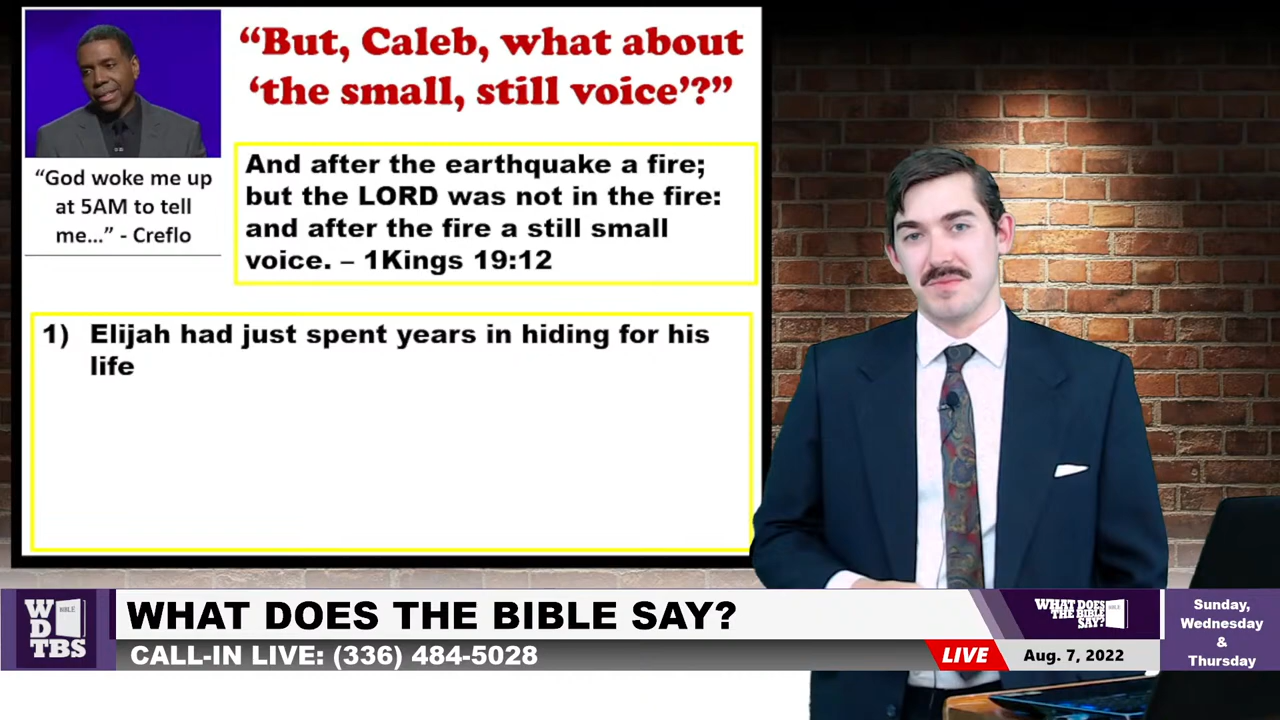 “But, Caleb, what about
‘the small, still voice’?”
“God woke me up
at 5AM to tell
me...” - Creflo
And after the earthquake a fire;
but the LORD was not in the fire:
and after the fire a still small
voice. – 1Kings 19:12
1) Elijah had just spent years in hiding for his
life
W
D
TBS
BIBLE
WHAT DOES THE BIBLE SAY?
CALL-IN LIVE: (336) 484-5028
WHAT DOES
THE BIBLE
SAY?
BIBLE
LIVE
Aug. 7, 2022
Sunday,
Wednesday
&
Thursday